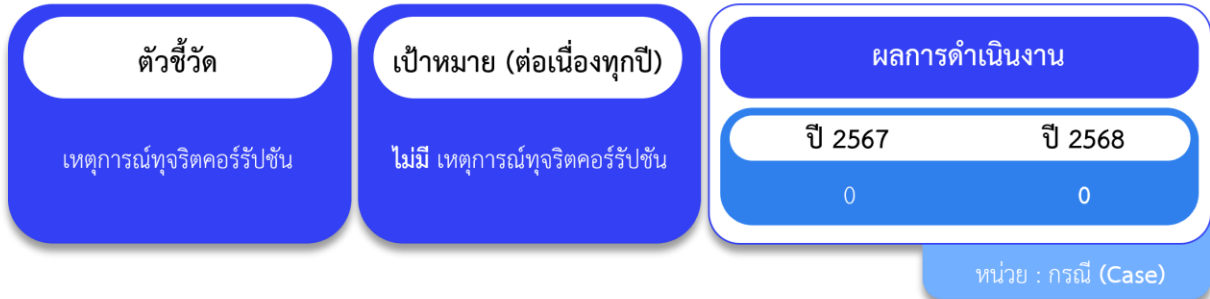 ตัวชี้วัด
เหตุการณ์ทุจริตคอร์รัปชัน
เป้าหมาย (ต่อเนื่องทุกปี)
ไม่มี เหตุการณ์ทุจริตคอร์รัปชัน
ผลการดำเนินงาน
ปี 2567 ปี 2568
0 0
หน่วย : กรณี (Case)